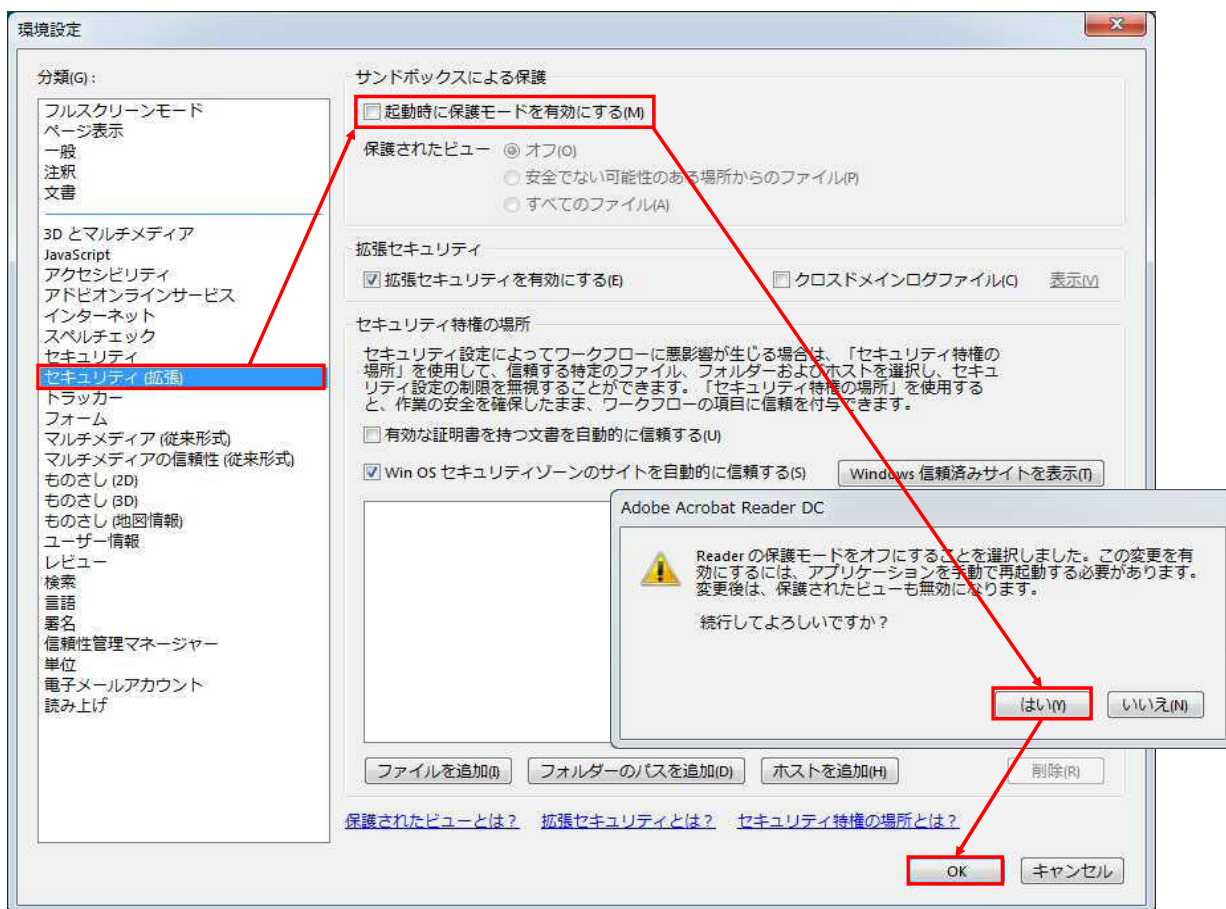 環境設定
分類(G) :
フルスクリーンモード
ページ表示
一般
注釈
文書
3D とマルチメディア
JavaScript
アクセシビリティ
アドビオンラインサービス
インターネット
スペルチェック
セキュリティ
セキュリティ (拡張)
トラッカー
フォーム
マルチメディア (従来形式)
マルチメディアの信頼性 (従来形式)
ものさし (2D)
ものさし (3D)
ものさし (地図情報)
ユーザー情報
レビュー
検索
言語
署名
信頼性管理マネージャー
単位
電子メールアカウント
読み上げ
サンドボックスによる保護
起動時に保護モードを有効にする(M)
保護されたビュー オフ(O)
安全でない可能性のある場所からのファイル(P)
すべてのファイル(A)
拡張セキュリティ
拡張セキュリティを有効にする(E) クロスドメインログファイル(C) 表示(V)
セキュリティ特権の場所
セキュリティ設定によってワークフローに悪影響が生じる場合は、「セキュリティ特権の
場所」を使用して、信頼する特定のファイル、フォルダーおよびホストを選択し、セキュ
リティ設定の制限を無視することができます。「セキュリティ特権の場所」を使用する
と、作業の安全を確保したまま、ワークフローの項目に信頼を付与できます。
有効な証明書を持つ文書を自動的に信頼する(U)
Win OS セキュリティゾーンのサイトを自動的に信頼する(S) Windows 信頼済みサイトを表示(T)
Adobe Acrobat Reader DC
Reader の保護モードをオフにすることを選択しました。この変更を有
効にするには、アプリケーションを手動で再起動する必要があります。
変更後は、保護されたビューも無効になります。
続行してよろしいですか？
はい(Y) いいえ(N)
ファイルを追加(I) フォルダーのパスを追加(D) ホストを追加(H) 削除(R)
保護されたビューとは？ 拡張セキュリティとは？ セキュリティ特権の場所とは？
OK キャンセル